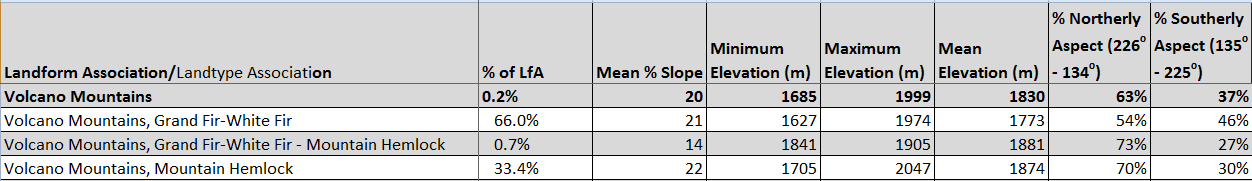 Landform Association/Landtype Association % of LfA Mean % Slope Minimum Elevation (m) Maximum Elevation (m) Mean Elevation (m) % Northerly Aspect (226° - 134°) % Southerly Aspect (135° - 225°)
Volcano Mountains 0.2% 20 1685 1999 1830 63% 37%
Volcano Mountains, Grand Fir-White Fir 66.0% 21 1627 1974 1773 54% 46%
Volcano Mountains, Grand Fir-White Fir - Mountain Hemlock 0.7% 14 1841 1905 1881 73% 27%
Volcano Mountains, Mountain Hemlock 33.4% 22 1705 2047 1874 70% 30%